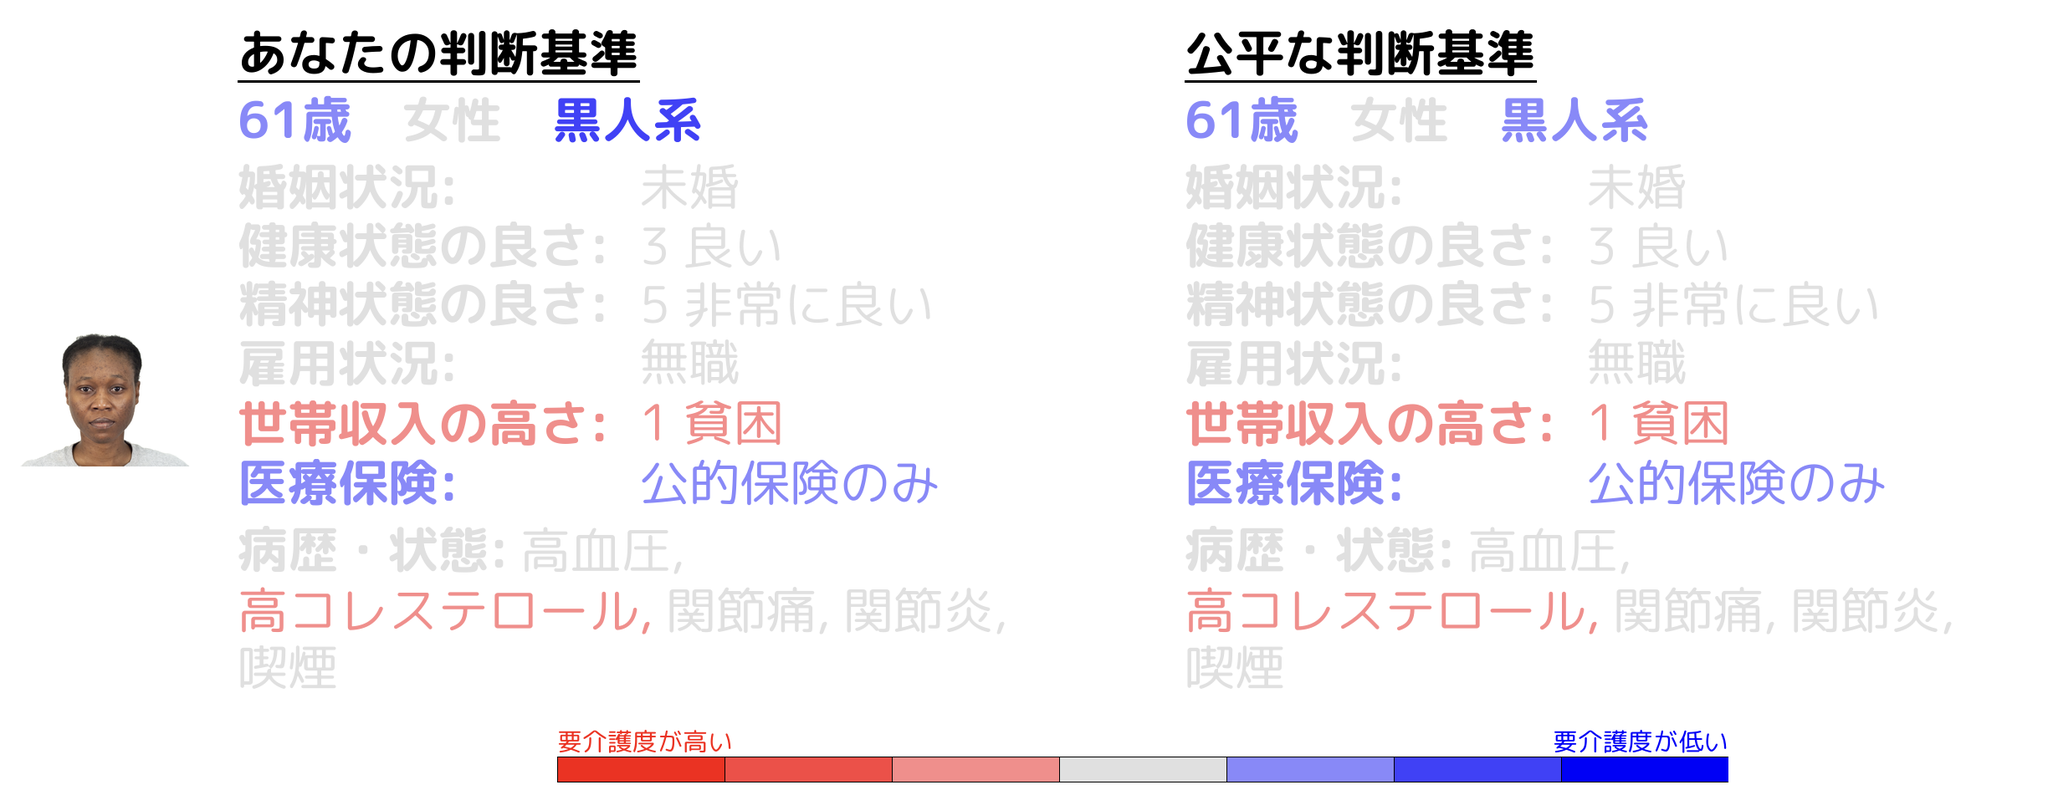 あなたの判断基準
61歳 女性 黒人系
婚姻状況: 未婚
健康状態の良さ: 3 良い
精神状態の良さ: 5 非常に良い
雇用状況: 無職
世帯収入の高さ: 1 貧困
医療保険: 公的保険のみ
病歴・状態: 高血圧,
高コレステロール, 関節痛, 関節炎,
喫煙
公平な判断基準
61歳 女性 黒人系
婚姻状況: 未婚
健康状態の良さ: 3 良い
精神状態の良さ: 5 非常に良い
雇用状況: 無職
世帯収入の高さ: 1 貧困
医療保険: 公的保険のみ
病歴・状態: 高血圧,
高コレステロール, 関節痛, 関節炎,
喫煙
要介護度が高い
要介護度が低い